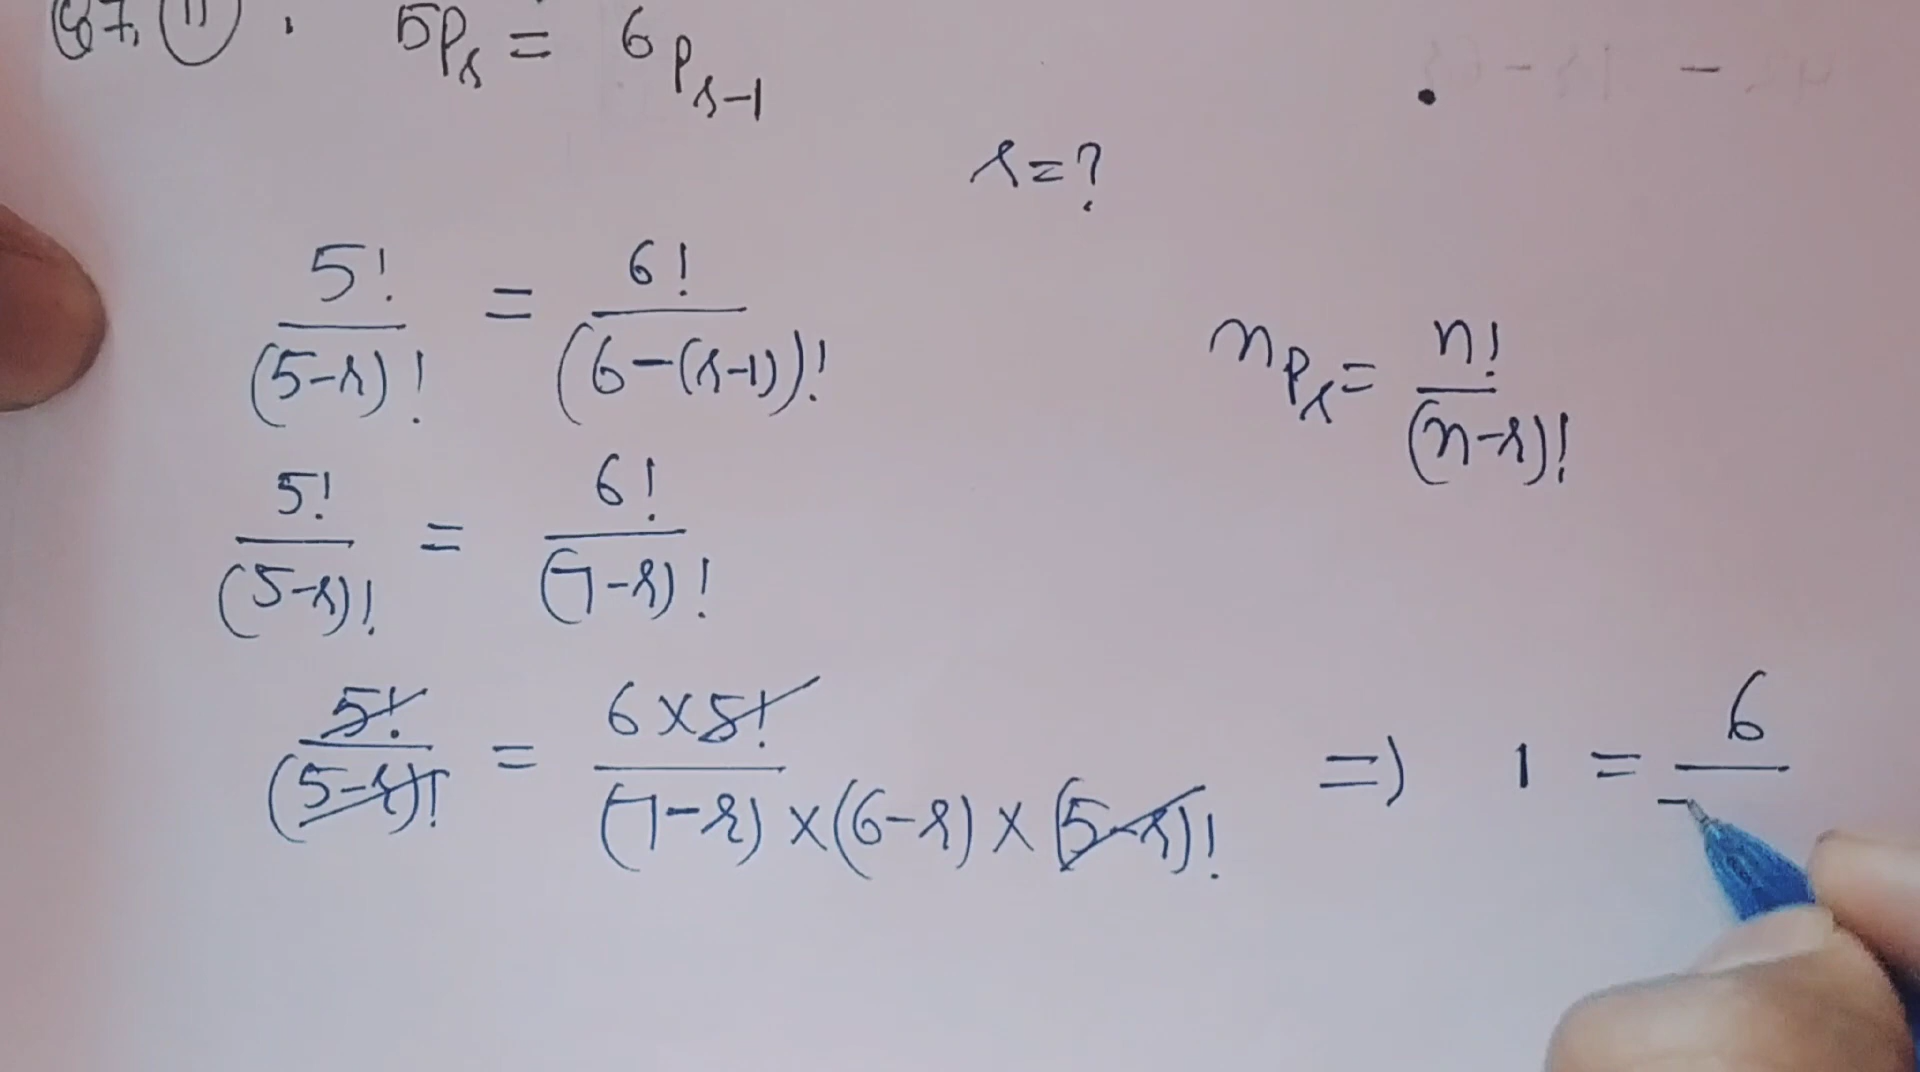 Q7. (ii). 5Pr = 6Pr-1
r=?
5!/(5-r)! = 6!/(6-(r-1))!
nPr = n!/(n-r)!
5!/(5-r)! = 6!/(7-r)!
5!/(5-r)! = 6×5!/(7-r)×(6-r)×(5-r)! => 1 = 6/